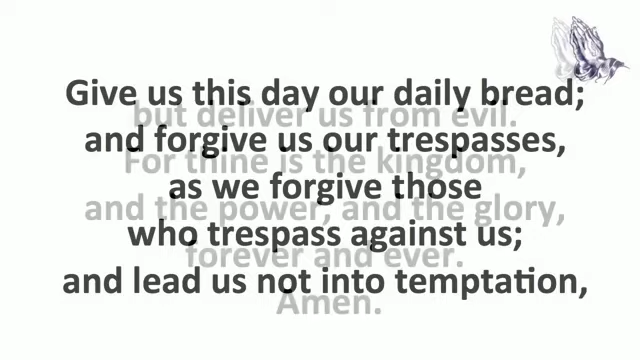 Give us this day our daily bread;
but deliver us from evil.
and forgive us our trespasses,
For thine is the kingdom,
as we forgive those
and the power, and the glory,
who trespass against us;
forever and ever.
and lead us not into temptation,
Amen.